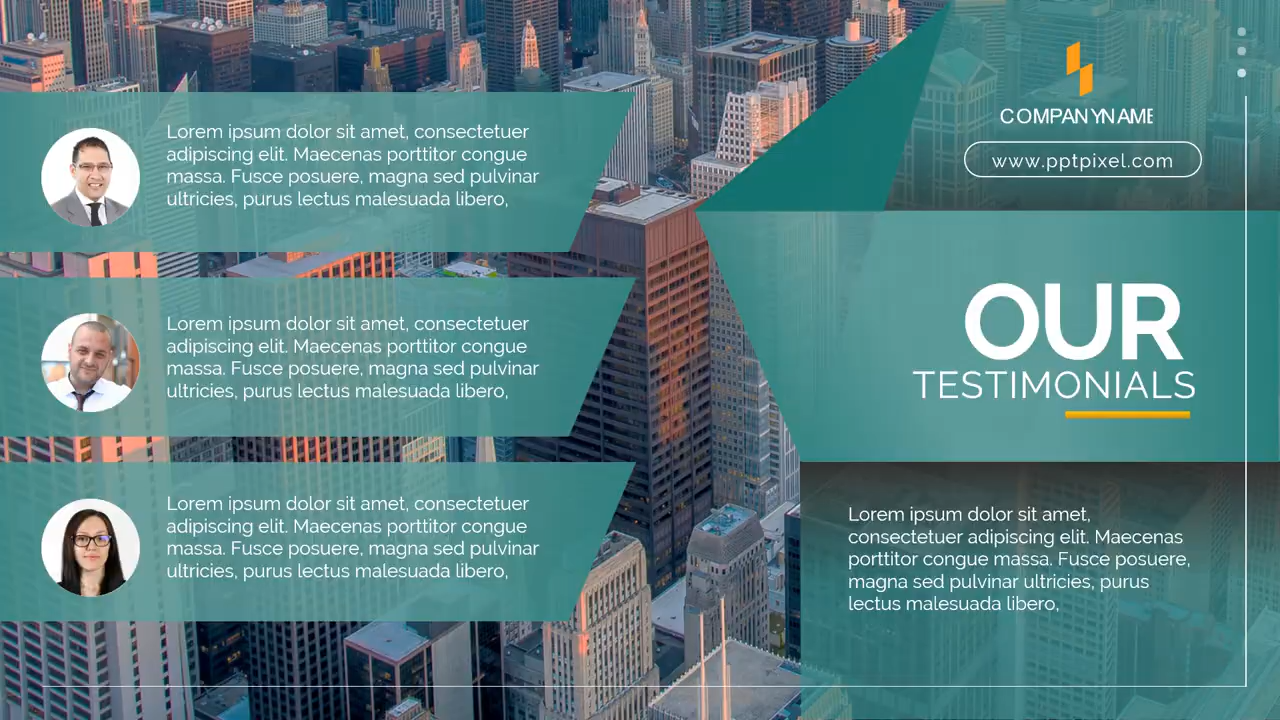 Lorem ipsum dolor sit amet, consectetuer
adipiscing elit. Maecenas porttitor congue
massa. Fusce posuere, magna sed pulvinar
ultricies, purus lectus malesuada libero,
Lorem ipsum dolor sit amet, consectetuer
adipiscing elit. Maecenas porttitor congue
massa. Fusce posuere, magna sed pulvinar
ultricies, purus lectus malesuada libero,
Lorem ipsum dolor sit amet, consectetuer
adipiscing elit. Maecenas porttitor congue
massa. Fusce posuere, magna sed pulvinar
ultricies, purus lectus malesuada libero,
COMPANYNAME
www.pptpixel.com
OUR
TESTIMONIALS
Lorem ipsum dolor sit amet,
consectetuer adipiscing elit. Maecenas
porttitor congue massa. Fusce posuere,
magna sed pulvinar ultricies, purus
lectus malesuada libero,